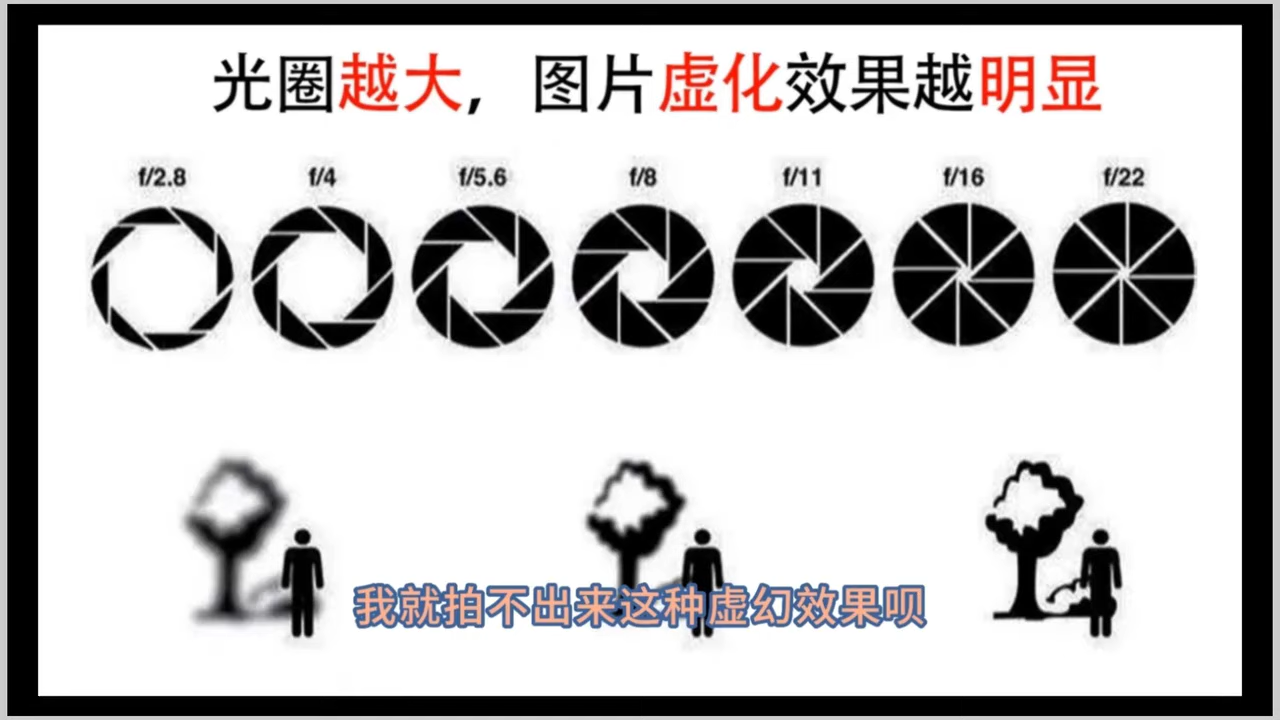 光圈越大，图片虚化效果越明显
f/2.8 f/4 f/5.6 f/8 f/11 f/16 f/22
我就拍不出来这种虚幻效果呗